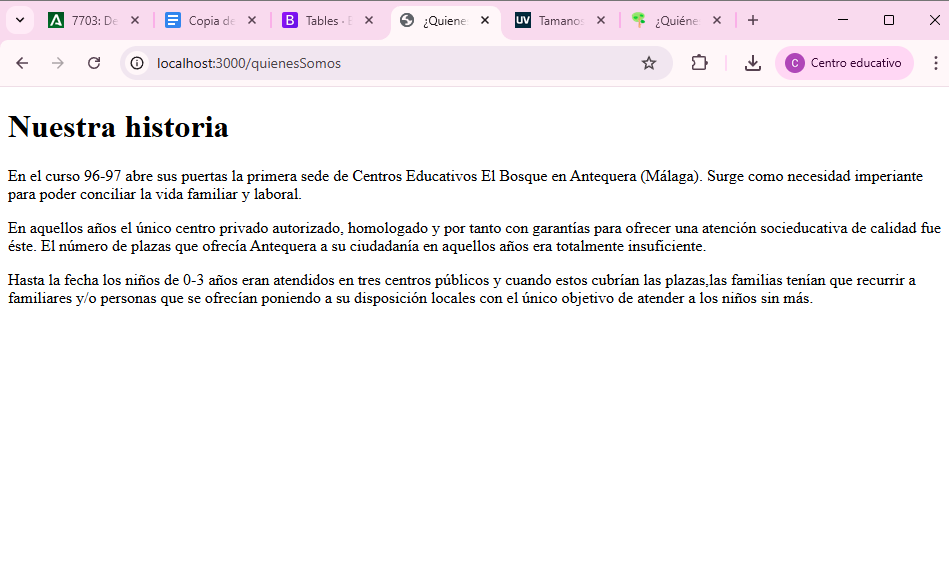 7703: De
Copia de
Tables - B
¿Quiene
UV
Tamanos
¿Quiéne
localhost:3000/quienesSomos
C
Centro educativo
Nuestra historia
En el curso 96-97 abre sus puertas la primera sede de Centros Educativos El Bosque en Antequera (Málaga). Surge como necesidad imperiante
para poder conciliar la vida familiar y laboral.
En aquellos años el único centro privado autorizado, homologado y por tanto con garantías para ofrecer una atención socieducativa de calidad fue
éste. El número de plazas que ofrecía Antequera a su ciudadanía en aquellos años era totalmente insuficiente.
Hasta la fecha los niños de 0-3 años eran atendidos en tres centros públicos y cuando estos cubrían las plazas,las familias tenían que recurrir a
familiares y/o personas que se ofrecían poniendo a su disposición locales con el único objetivo de atender a los niños sin más.